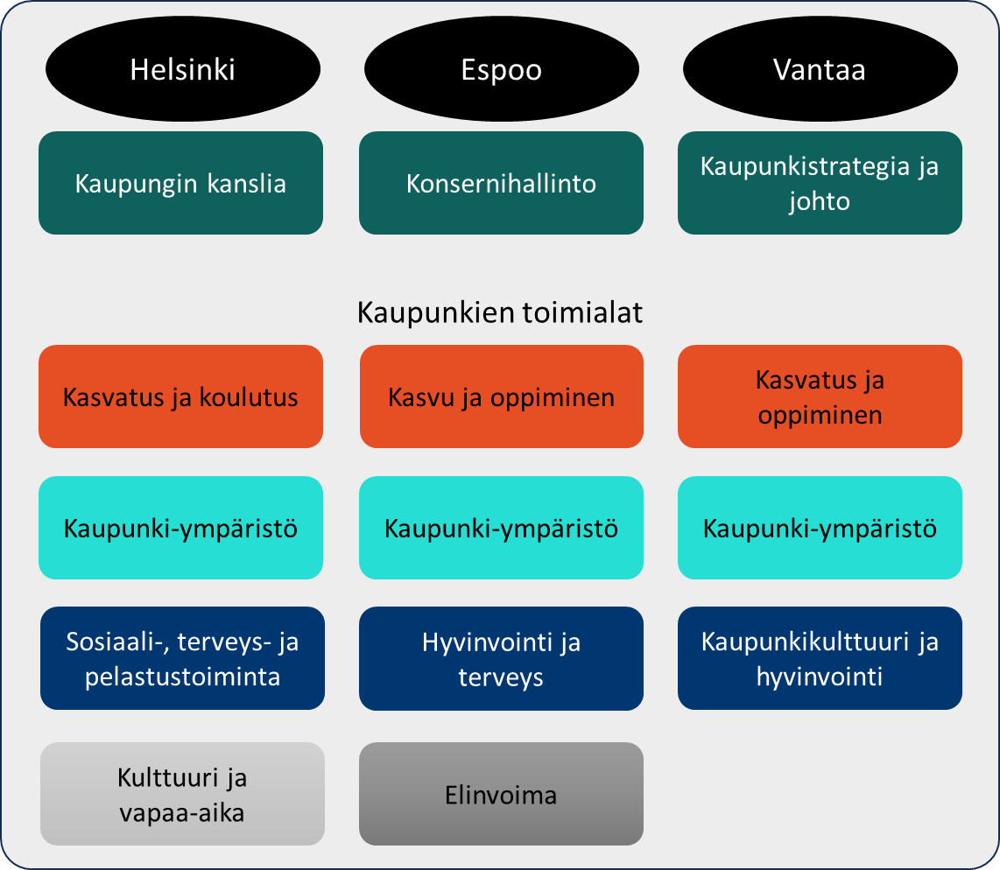 Helsinki
Espoo
Vantaa
Kaupungin kanslia
Konsernihallinto
Kaupunkistrategia ja
johto
Kaupunkien toimialat
Kasvatus ja koulutus
Kasvu ja oppiminen
Kasvatus ja
oppiminen
Kaupunki-ympäristö
Kaupunki-ympäristö
Kaupunki-ympäristö
Sosiaali-, terveys- ja
pelastustoiminta
Hyvinvointi ja
terveys
Kaupunkikulttuuri ja
hyvinvointi
Kulttuuri ja
vapaa-aika
Elinvoima